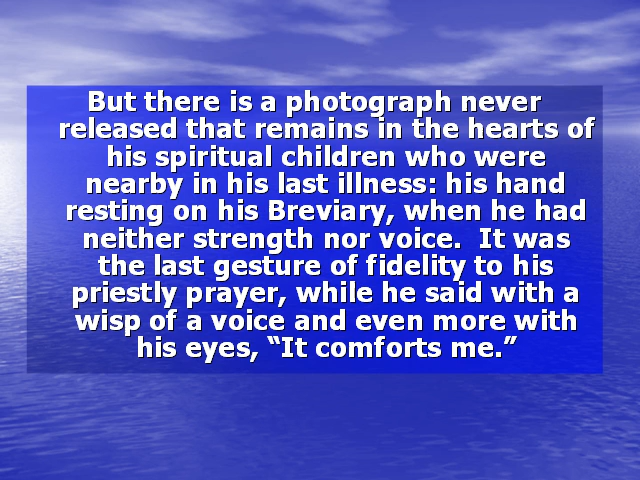 But there is a photograph never
released that remains in the hearts of
his spiritual children who were
nearby in his last illness: his hand
resting on his Breviary, when he had
neither strength nor voice.  It was
the last gesture of fidelity to his
priestly prayer, while he said with a
wisp of a voice and even more with
his eyes, “It comforts me.”